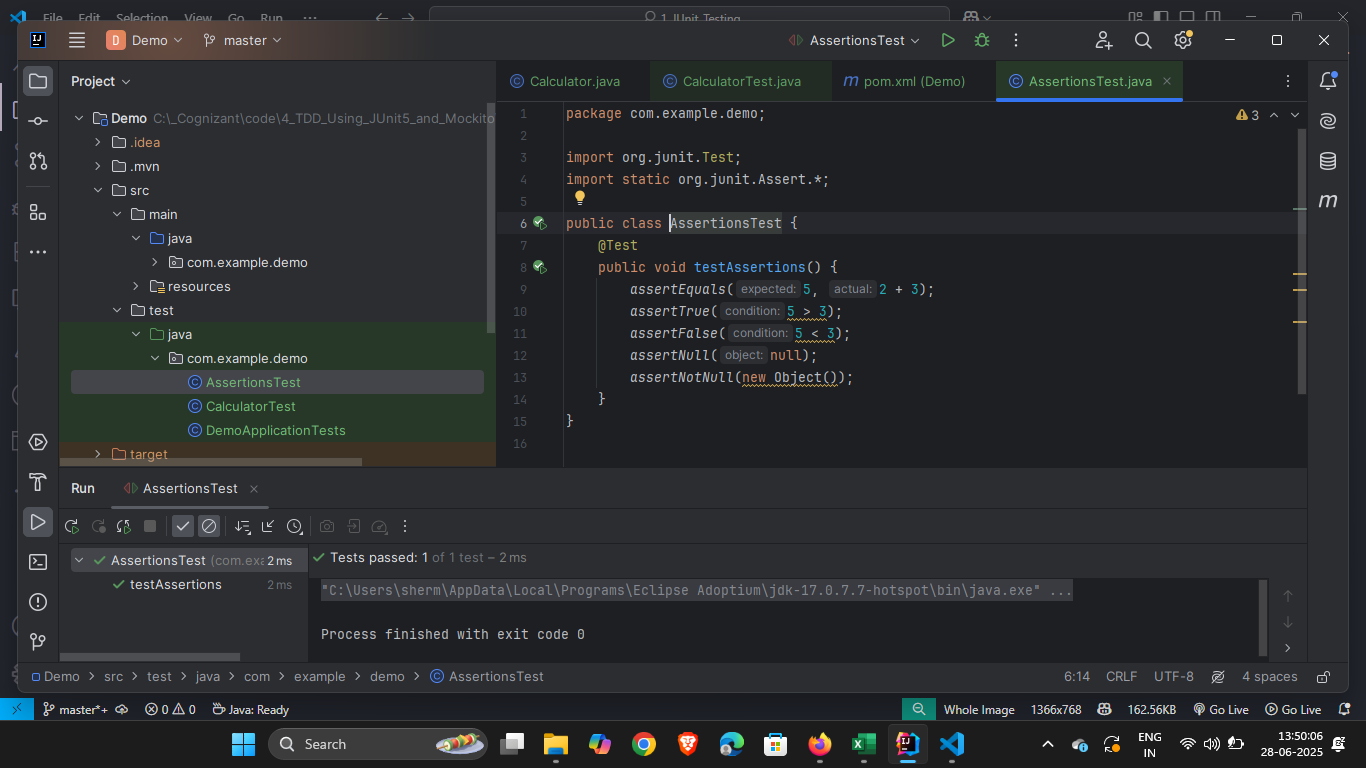 File Edit Selection View Go Run ... 1 JUnit Testing
D Demo master AssertionsTest
Project
Calculator.java CalculatorTest.java m pom.xml (Demo) AssertionsTest.java
Demo C:\_Cognizant\code\4_TDD_Using_JUnit5_and_Mockito
.idea
.mvn
src
main
java
com.example.demo
resources
test
java
com.example.demo
AssertionsTest
CalculatorTest
DemoApplicationTests
target
3
1 package com.example.demo;
2
3 import org.junit.Test;
4 import static org.junit.Assert.*;
5
6 public class AssertionsTest {
7 @Test
8 public void testAssertions() {
9 assertEquals( expected: 5, actual: 2 + 3);
10 assertTrue( condition: 5 > 3);
11 assertFalse( condition: 5 < 3);
12 assertNull( object: null);
13 assertNotNull(new Object());
14 }
15 }
16
m
Run AssertionsTest
AssertionsTest (com.exa 2 ms
testAssertions 2 ms
Tests passed: 1 of 1 test – 2 ms
"C:\Users\sherm\AppData\Local\Programs\Eclipse Adoptium\jdk-17.0.7.7-hotspot\bin\java.exe" ...
Process finished with exit code 0
Demo > src > test > java > com > example > demo > AssertionsTest 6:14 CRLF UTF-8 4 spaces
master*+ 0 0 Java: Ready Whole Image 1366x768 162.56KB Go Live Go Live
Search
ENG
IN
13:50:06
28-06-2025